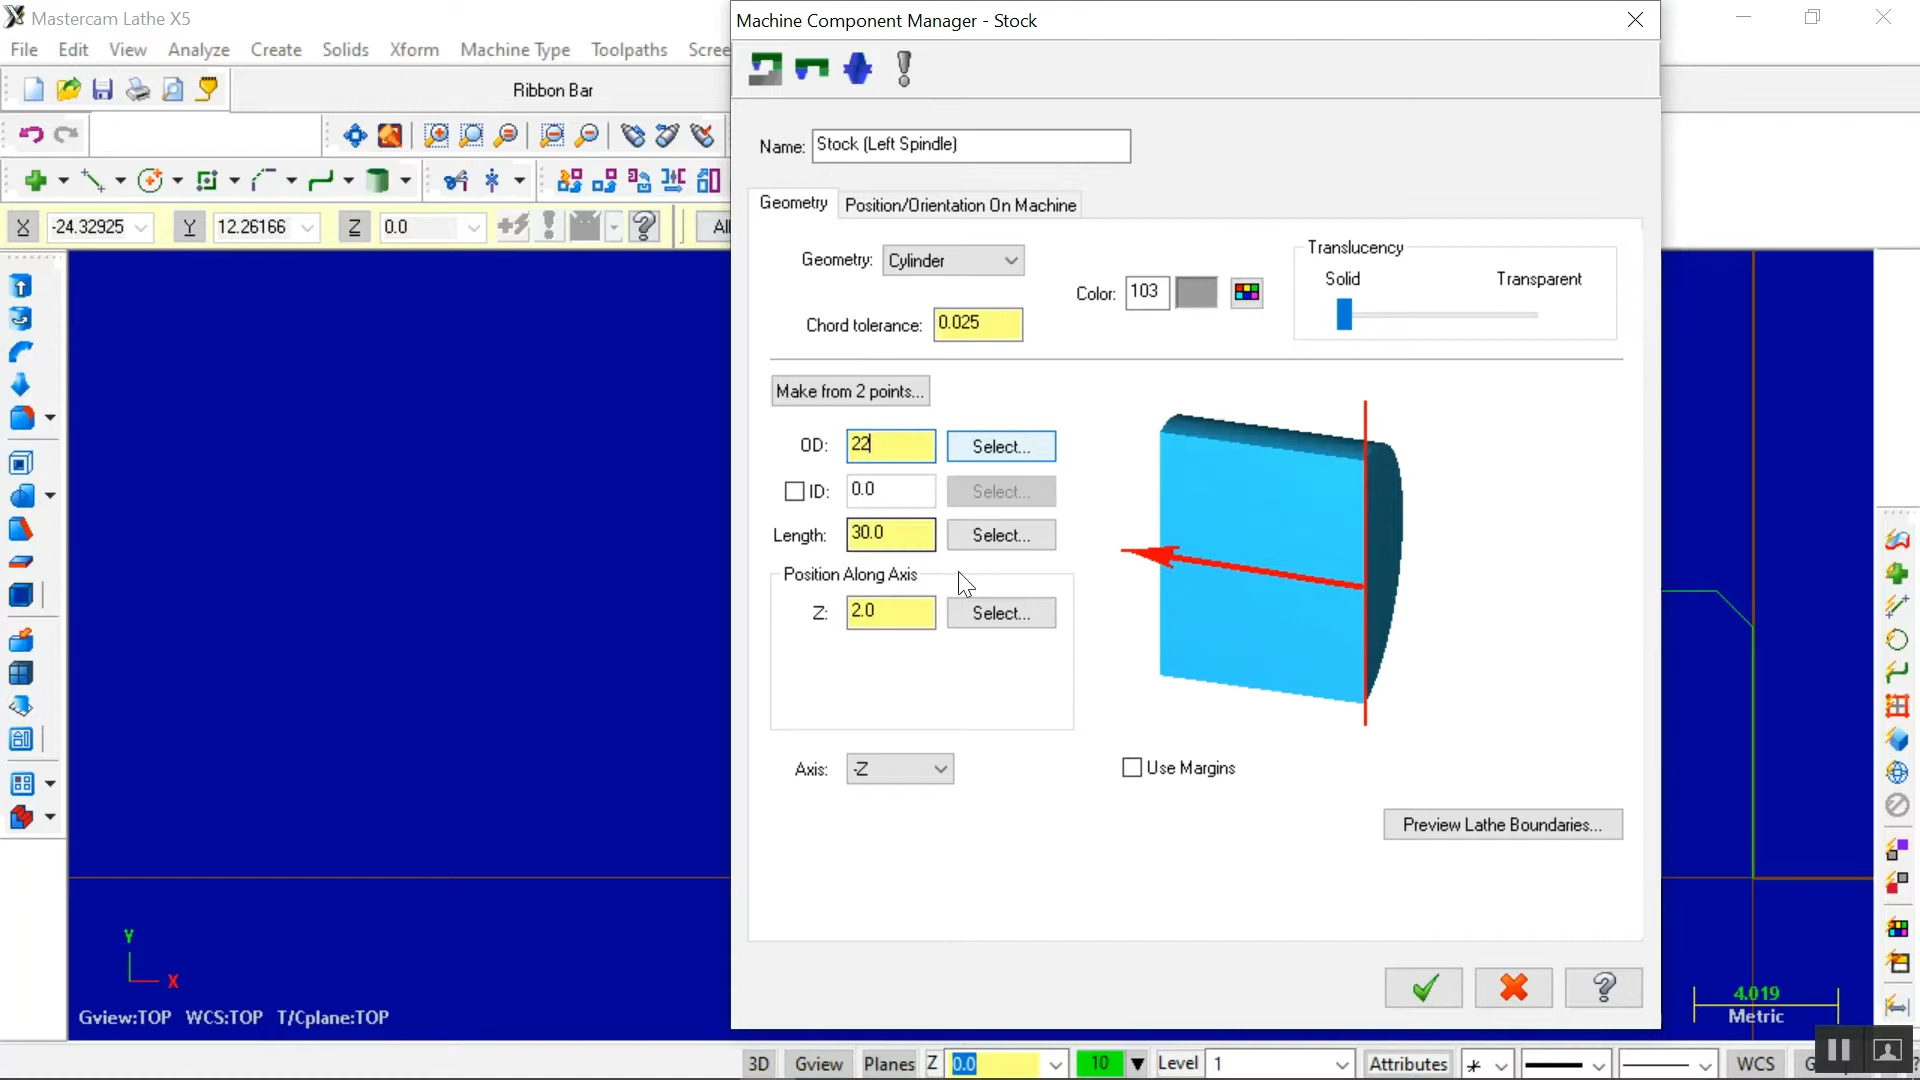 Mastercam Lathe X5
File Edit View Analyze Create Solids Xform Machine Type Toolpaths Scree
Ribbon Bar
X -24.32925 Y 12.26166 Z 0.0 All
Machine Component Manager - Stock
Name: Stock (Left Spindle)
Geometry Position/Orientation On Machine
Geometry: Cylinder
Color: 103
Translucency
Solid Transparent
Chord tolerance: 0.025
Make from 2 points...
OD: 22 Select...
ID: 0.0 Select...
Length: 30.0 Select...
Position Along Axis
Z: 2.0 Select...
Axis: -Z
Use Margins
Preview Lathe Boundaries...
Y
X
Gview:TOP WCS:TOP T/Cplane:TOP
4.019
Metric
3D Gview Planes Z 0.0 10 Level 1 Attributes WCS G ?